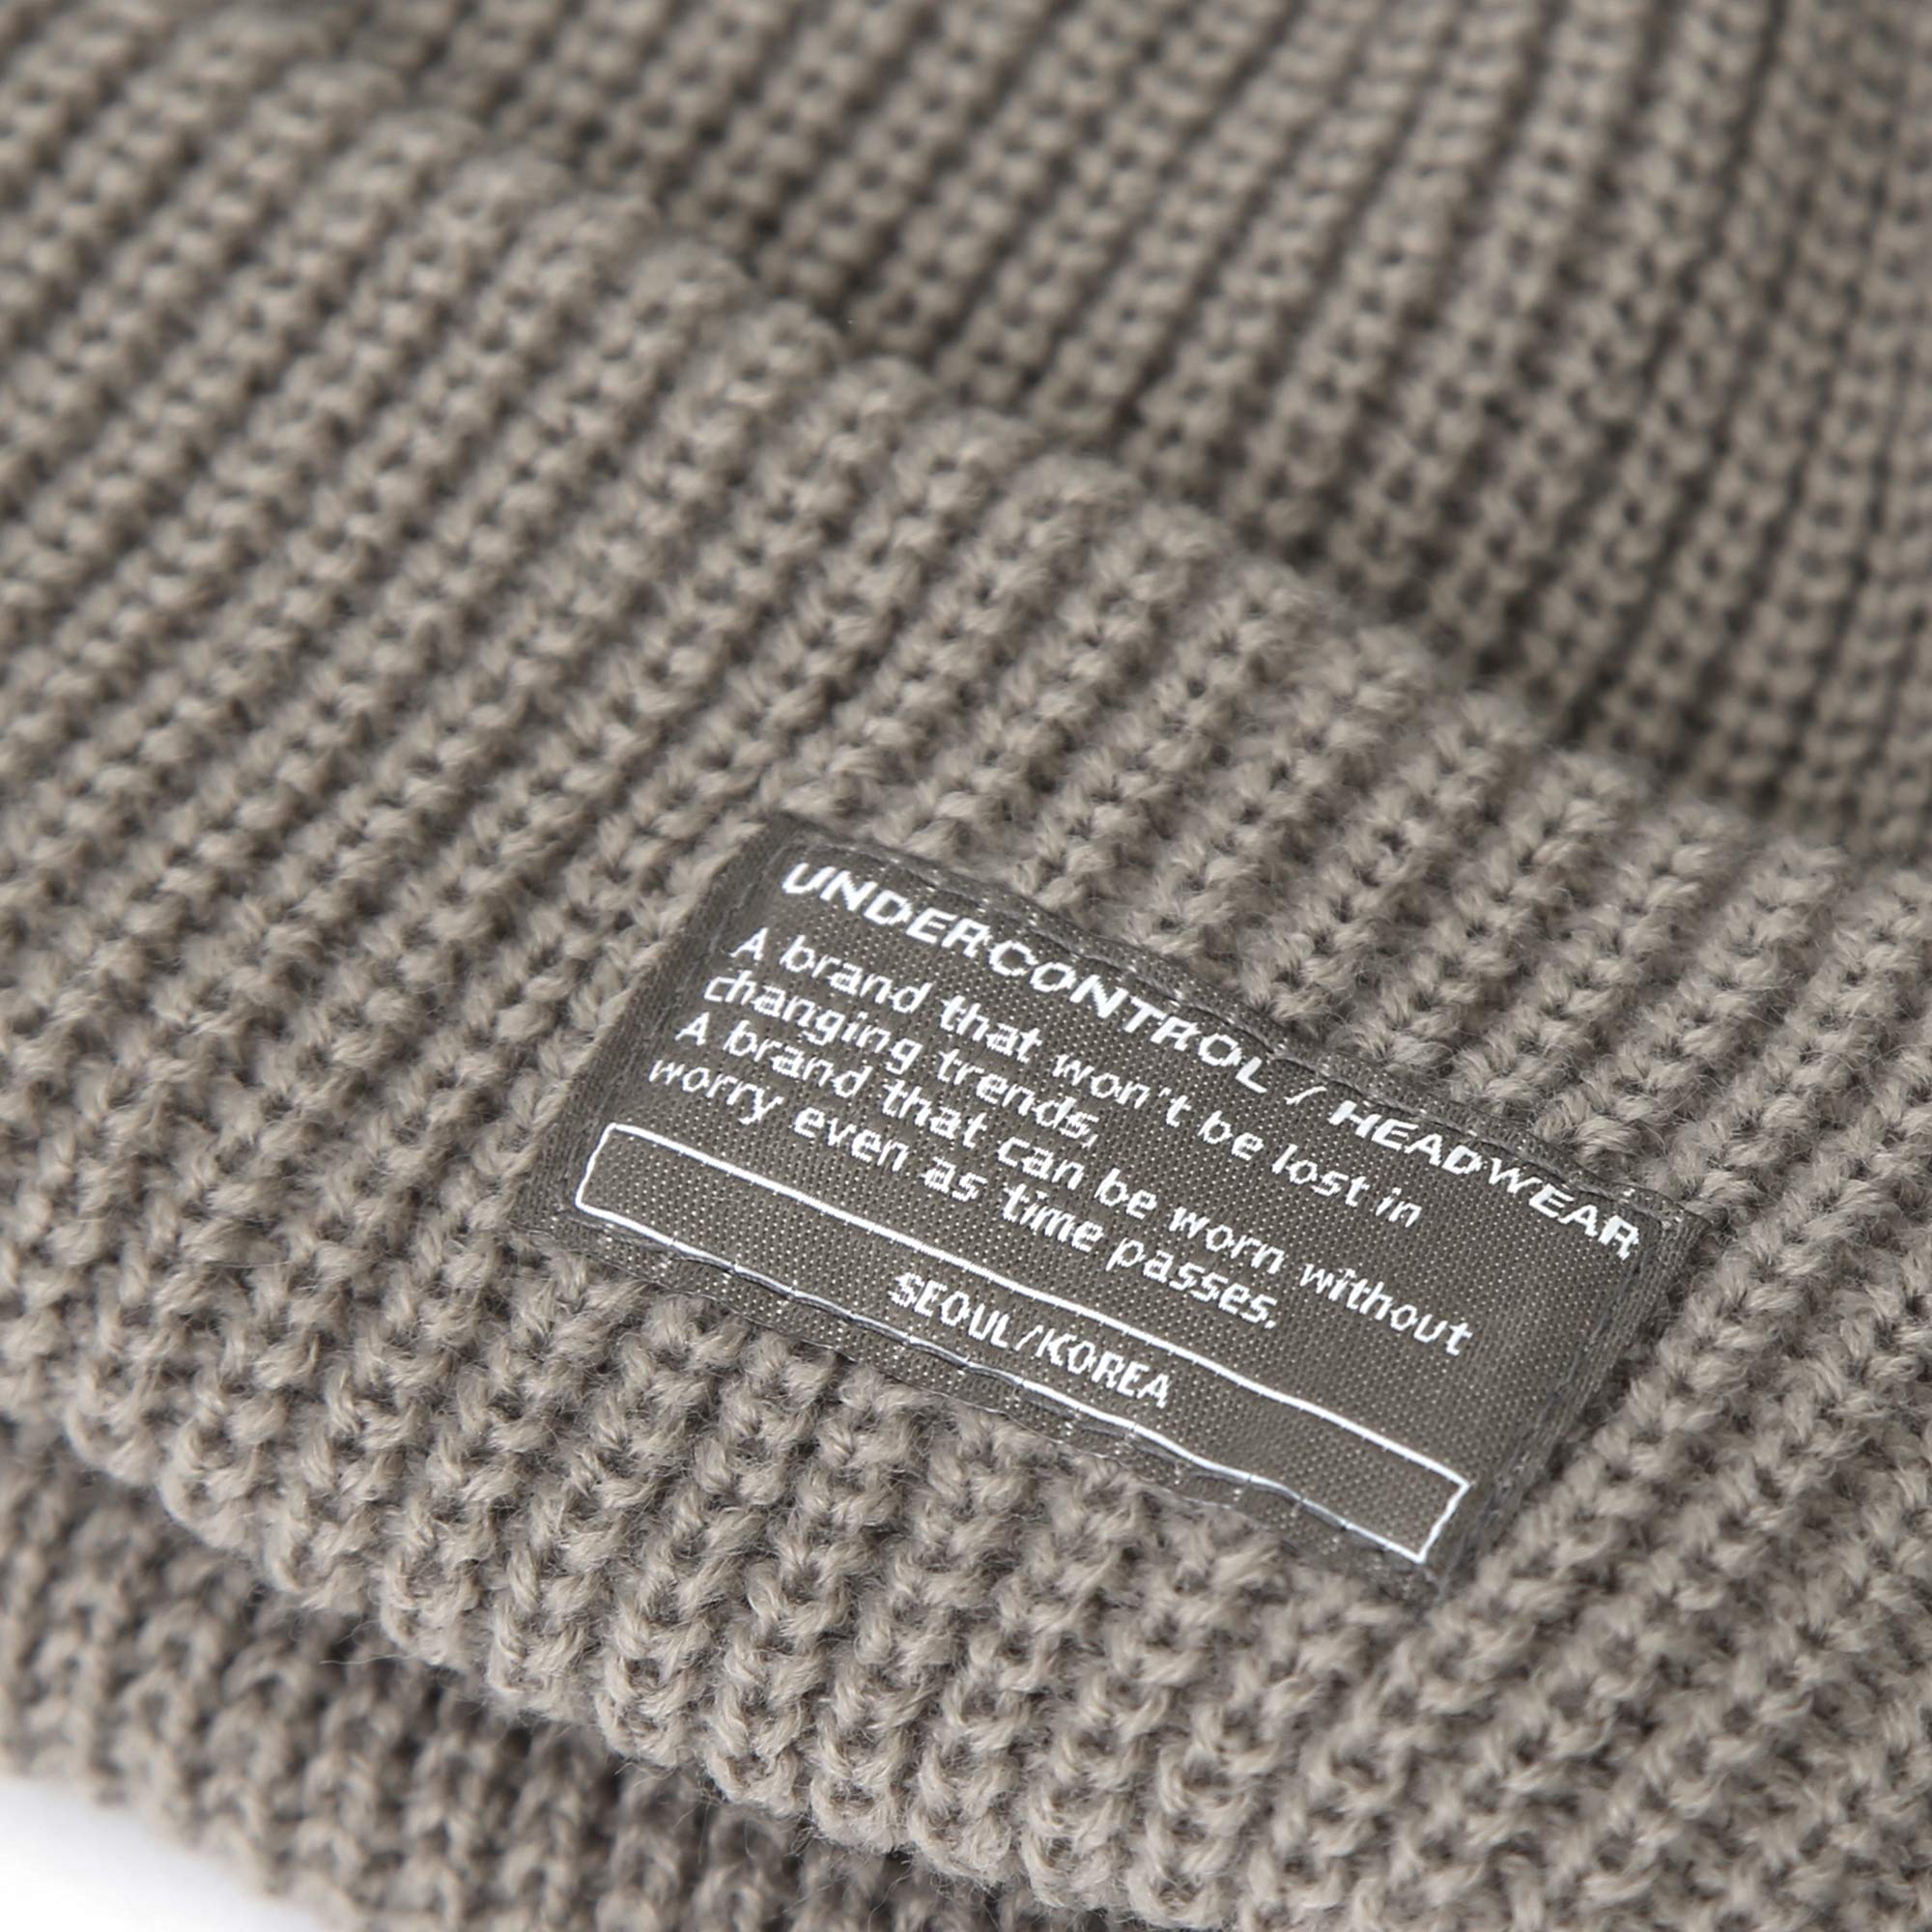 UNDERCONTROL / HEADWEAR
A brand that won't be lost in
changing trends,
A brand that can be worn without
worry even as time passes.
SEOUL/KOREA